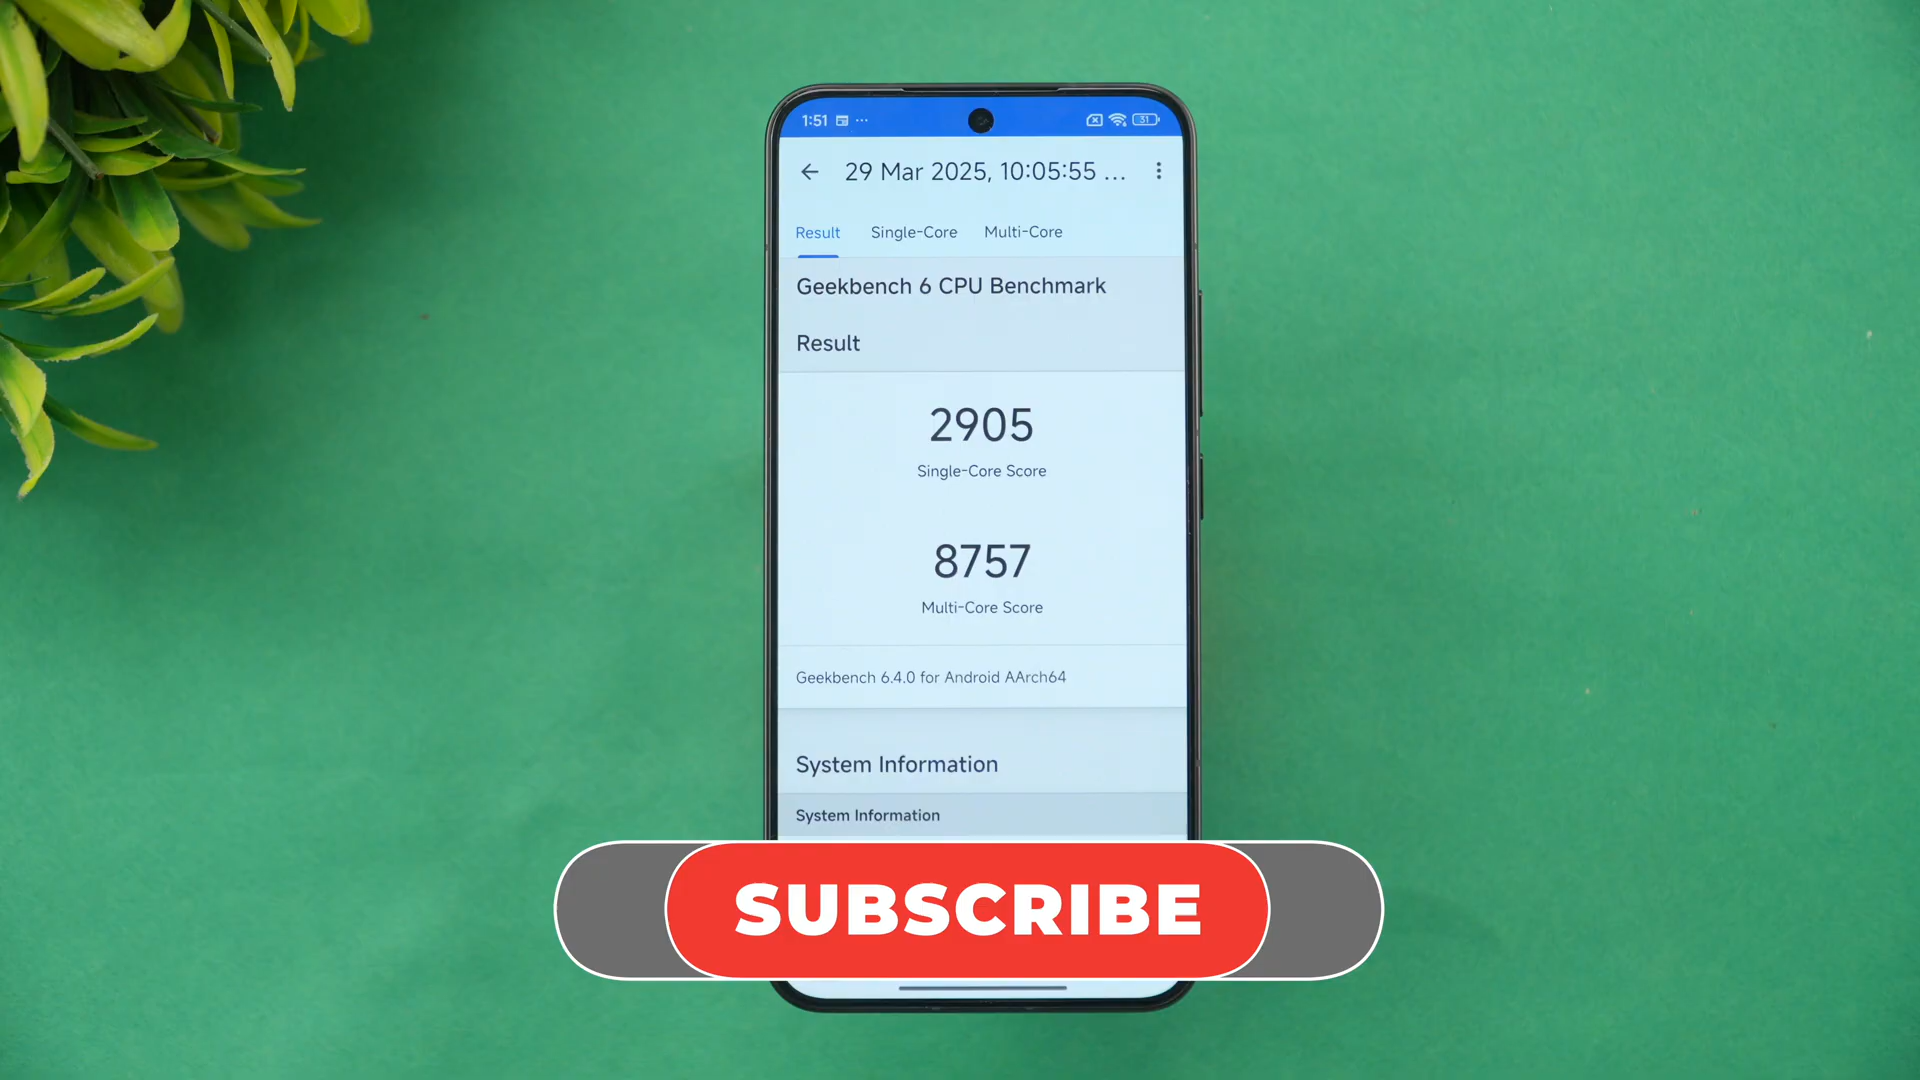 1:51 ... 31
29 Mar 2025, 10:05:55 ...
Result Single-Core Multi-Core
Geekbench 6 CPU Benchmark
Result
2905
Single-Core Score
8757
Multi-Core Score
Geekbench 6.4.0 for Android AArch64
System Information
System Information
SUBSCRIBE